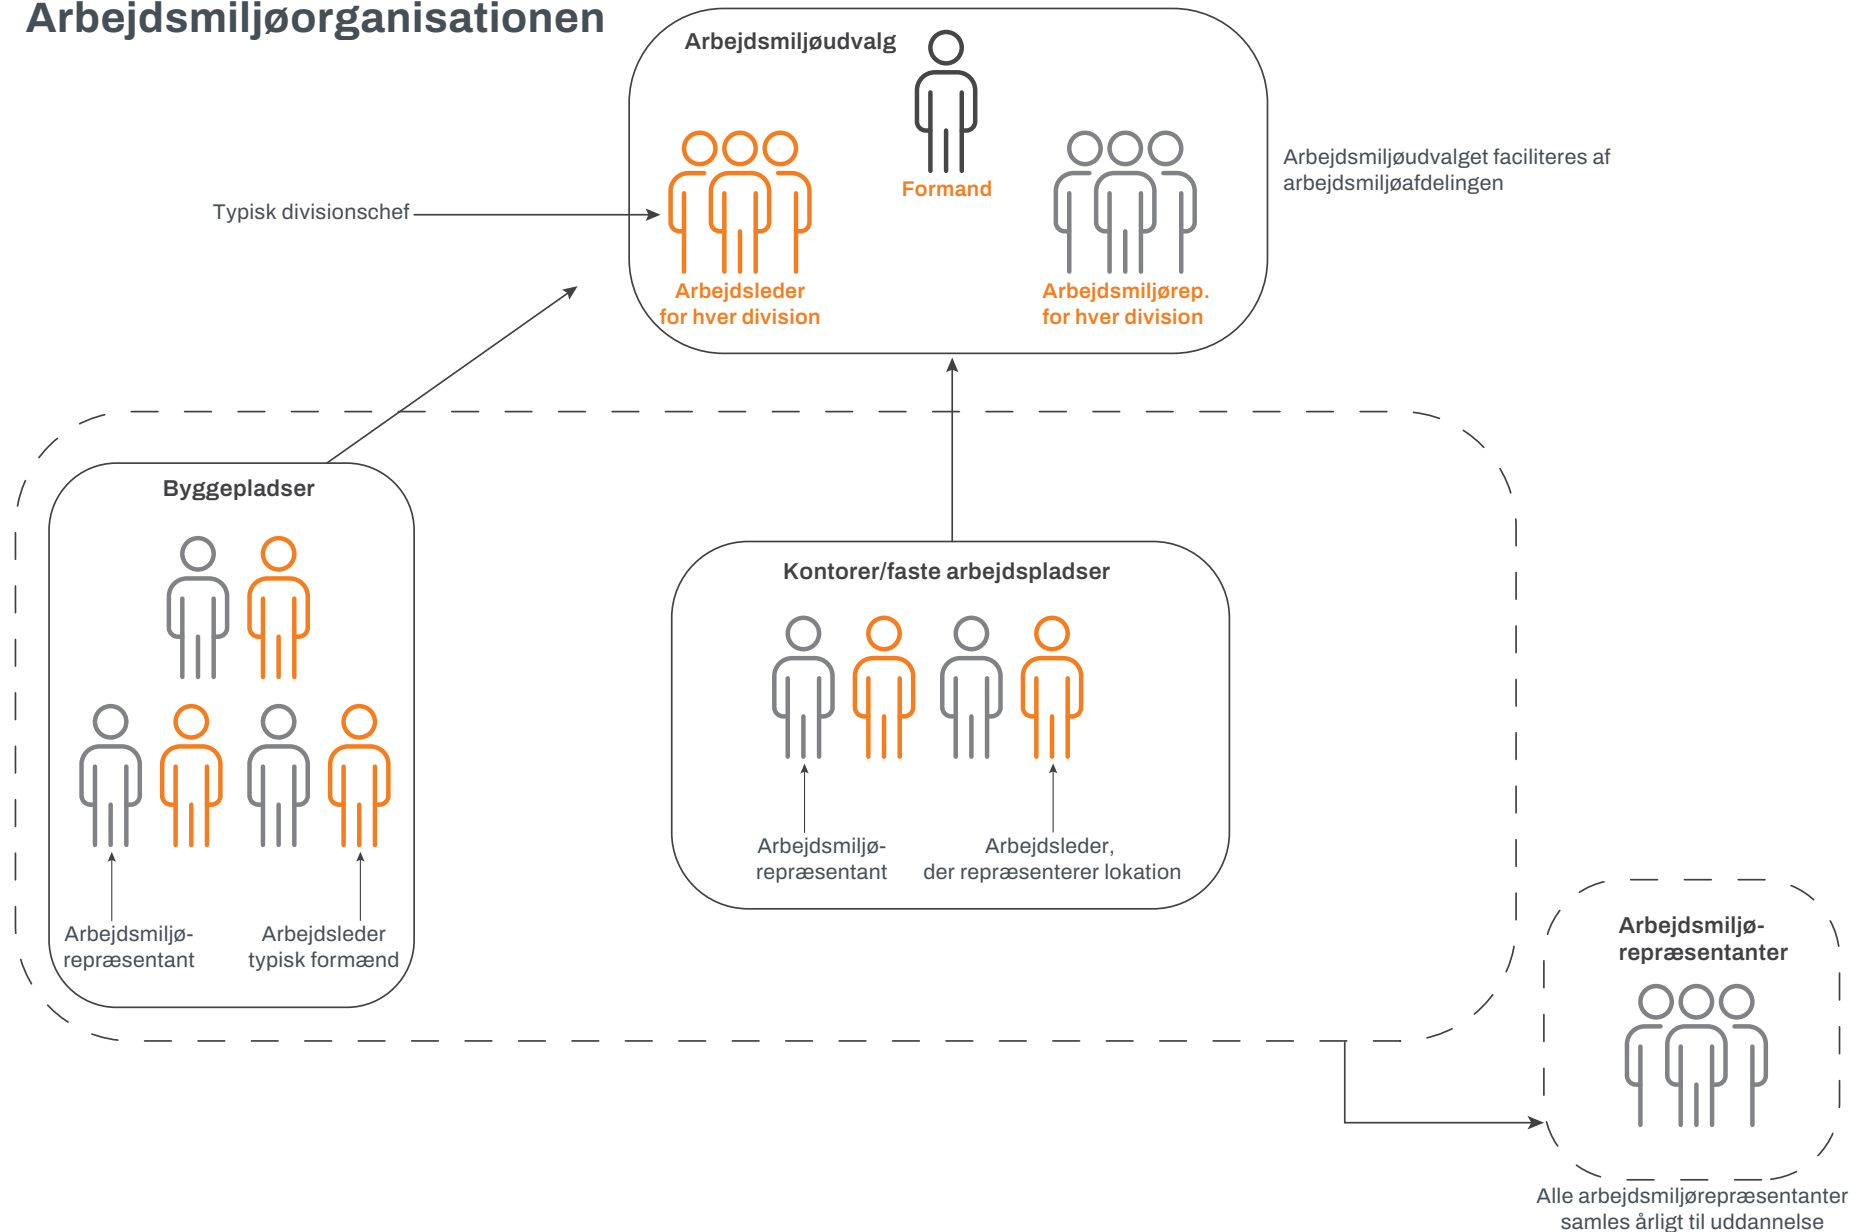 Arbejdsmiljøorganisationen
Arbejdsmiljøudvalg
Formand
Typisk divisionschef
Arbejdsleder
for hver division
Arbejdsmiljørep.
for hver division
Arbejdsmiljøudvalget faciliteres af
arbejdsmiljøafdelingen
Byggepladser
Arbejdsmiljø-
repræsentant
Arbejdsleder
typisk formænd
Kontorer/faste arbejdspladser
Arbejdsmiljø-
repræsentant
Arbejdsleder,
der repræsenterer lokation
Arbejdsmiljø-
repræsentanter
Alle arbejdsmiljørepræsentanter
samles årligt til uddannelse